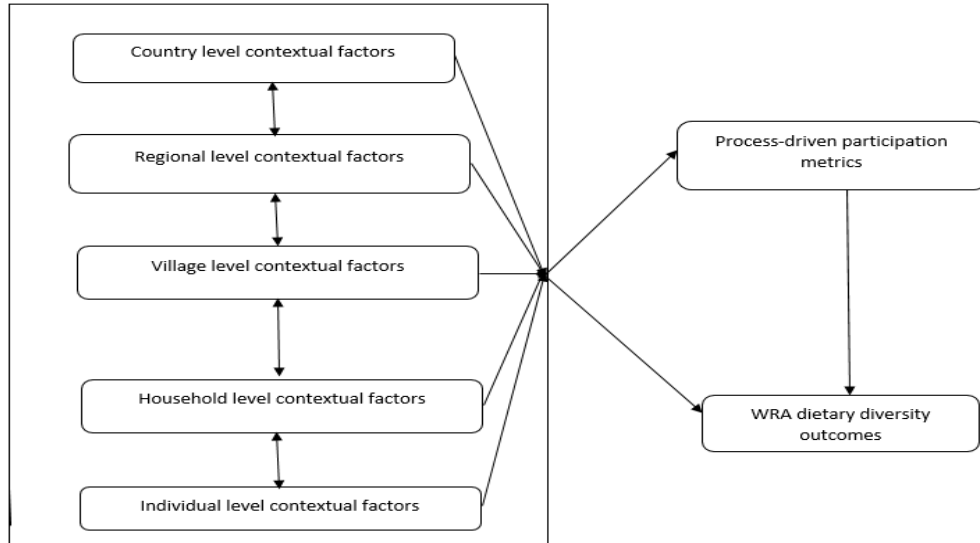 Country level contextual factors
Regional level contextual factors
Village level contextual factors
Household level contextual factors
Individual level contextual factors
Process-driven participation
metrics
WRA dietary diversity
outcomes